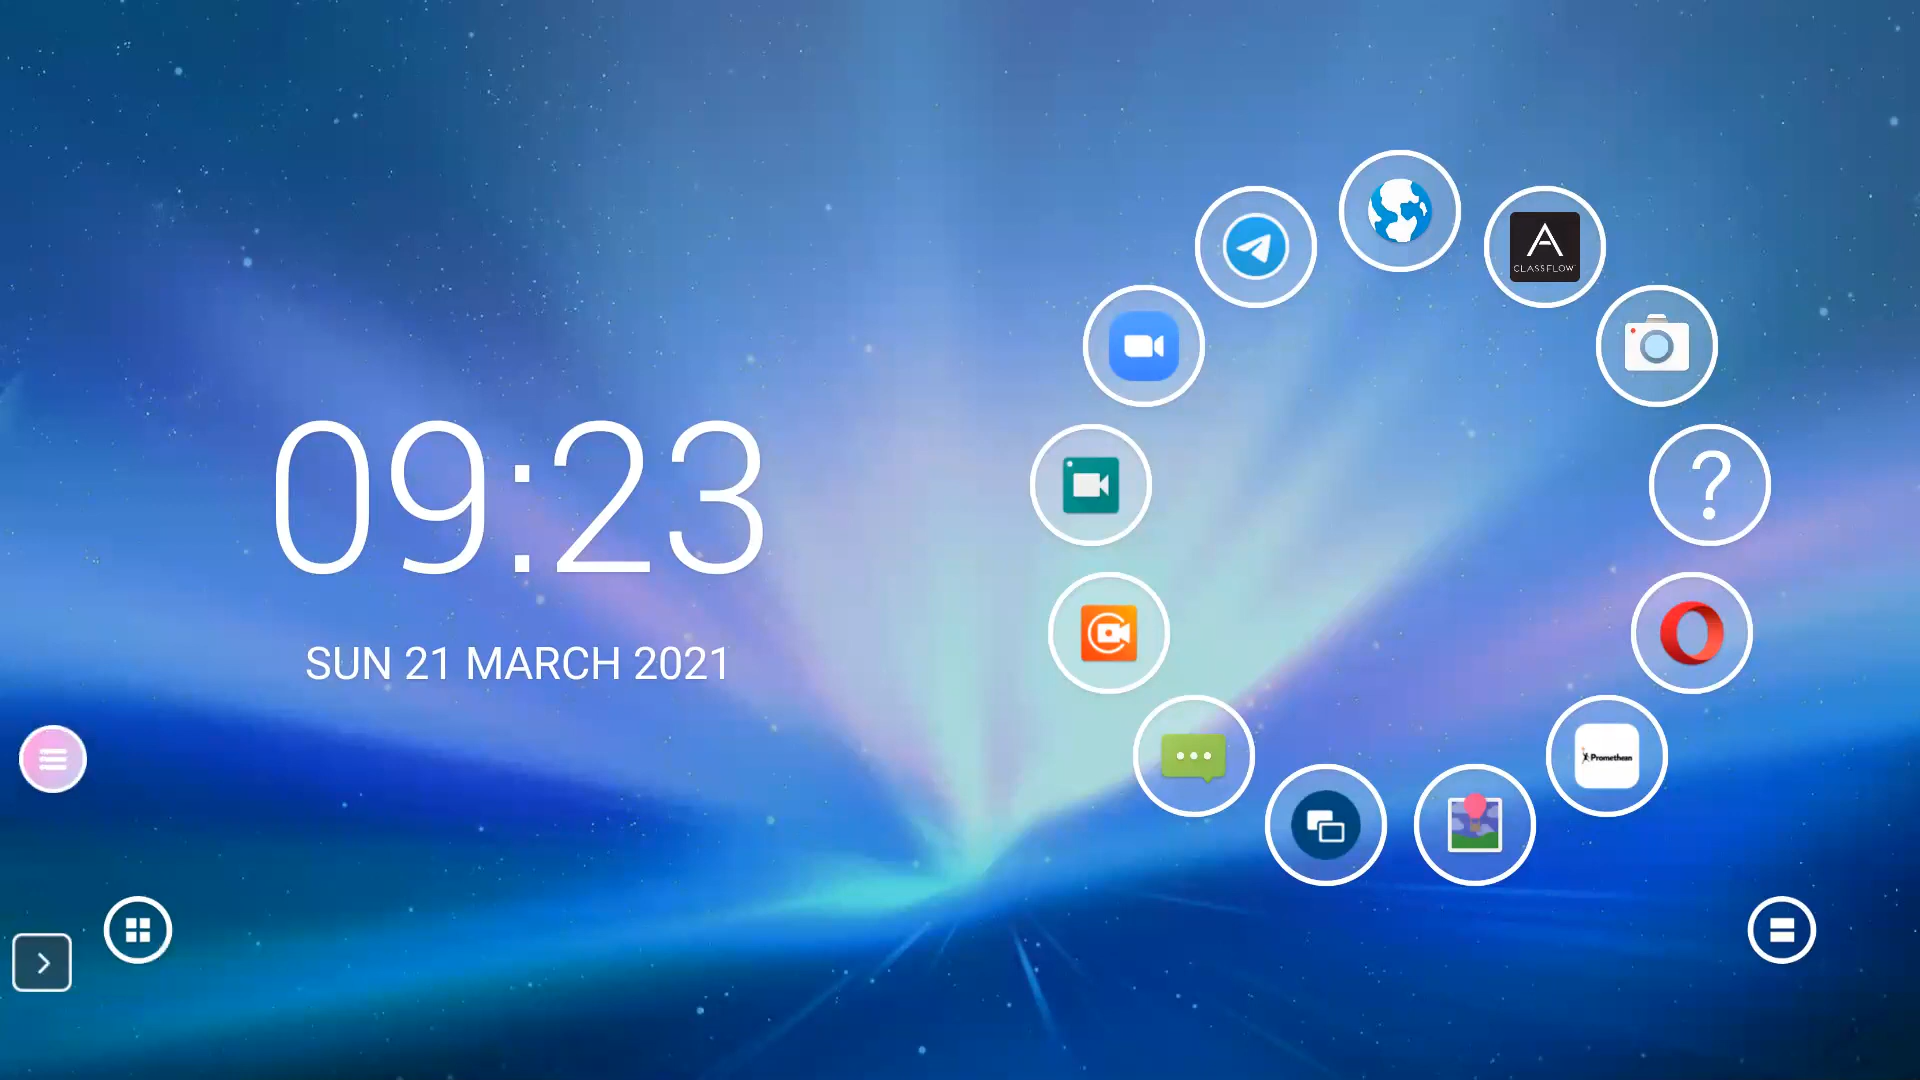 09:23
SUN 21 MARCH 2021
A
CLASSFLOW
?
Promethean